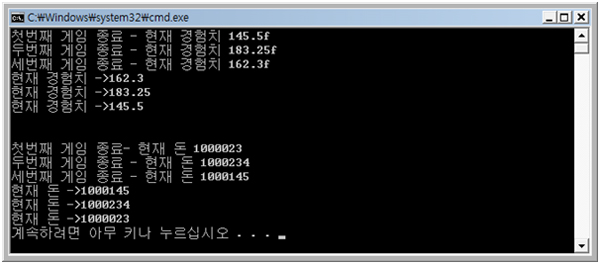 C:\Windows\system32\cmd.exe
첫번째 게임 종료 - 현재 경험치 145.5f
두번째 게임 종료 - 현재 경험치 183.25f
세번째 게임 종료 - 현재 경험치 162.3f
현재 경험치 ->162.3
현재 경험치 ->183.25
현재 경험치 ->145.5
첫번째 게임 종료- 현재 돈 1000023
두번째 게임 종료 - 현재 돈 1000234
세번째 게임 종료 - 현재 돈 1000145
현재 돈 ->1000145
현재 돈 ->1000234
현재 돈 ->1000023
계속하려면 아무 키나 누르십시오 . . .